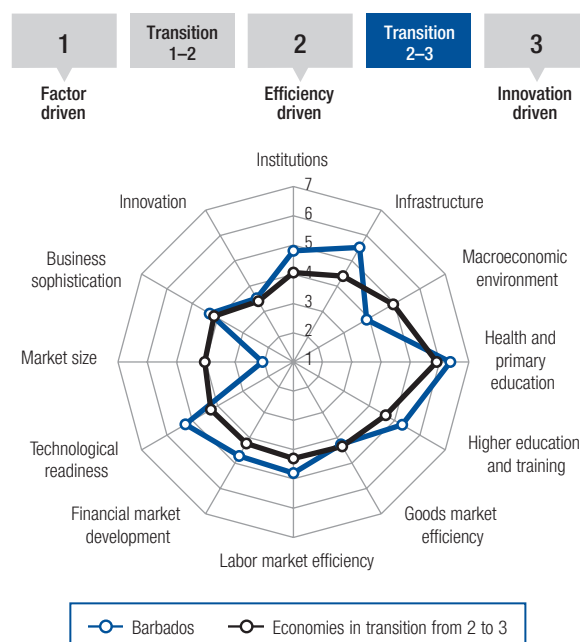 1
Transition
1–2
2
Transition
2–3
3
Factor
driven
Efficiency
driven
Innovation
driven
Institutions
Infrastructure
Macroeconomic
environment
Health and
primary
education
Higher education
and training
Goods market
efficiency
Labor market efficiency
Financial market
development
Technological
readiness
Market size
Business
sophistication
Innovation
7
6
5
4
3
2
1
Barbados
Economies in transition from 2 to 3